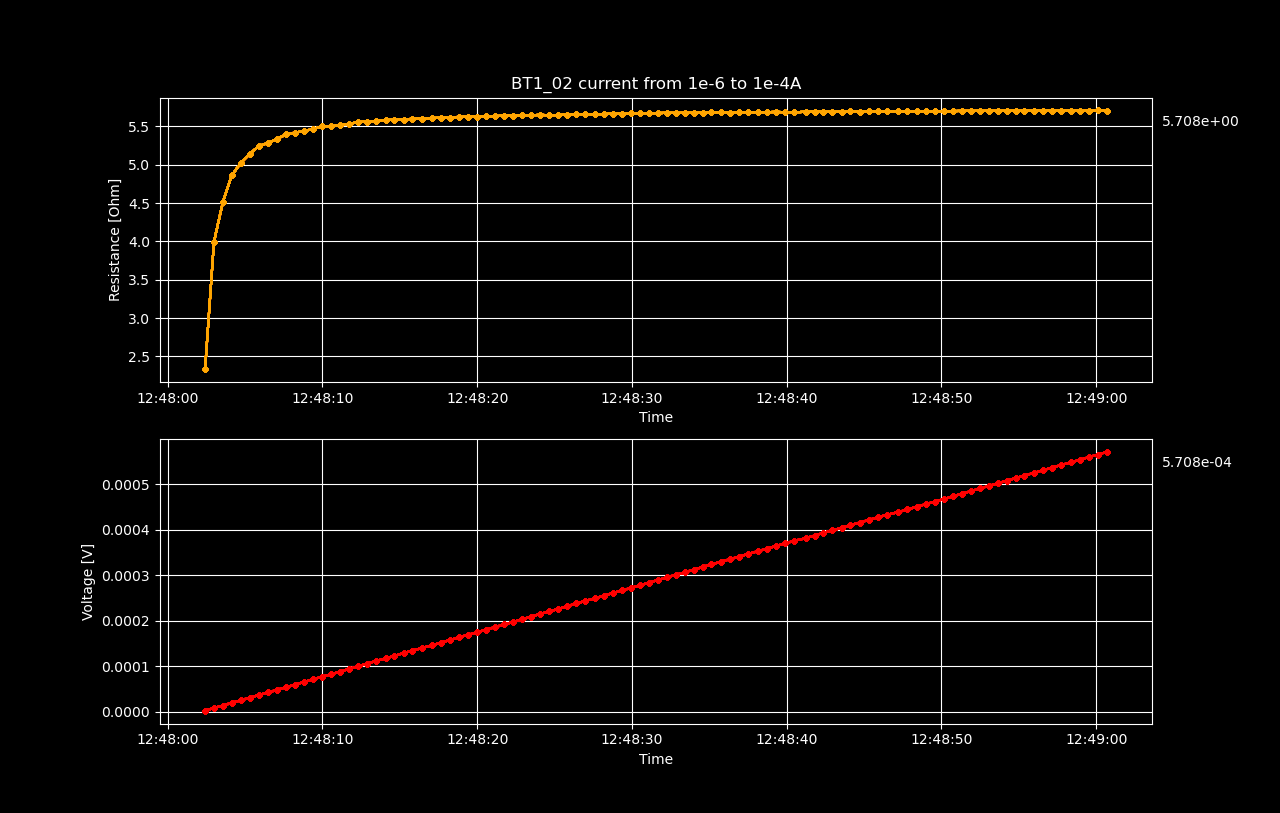 BT1_02 current from 1e-6 to 1e-4A
5.708e+00
Resistance [Ohm]
5.5
5.0
4.5
4.0
3.5
3.0
2.5
12:48:00 12:48:10 12:48:20 12:48:30 12:48:40 12:48:50 12:49:00
Time
5.708e-04
Voltage [V]
0.0005
0.0004
0.0003
0.0002
0.0001
0.0000
12:48:00 12:48:10 12:48:20 12:48:30 12:48:40 12:48:50 12:49:00
Time